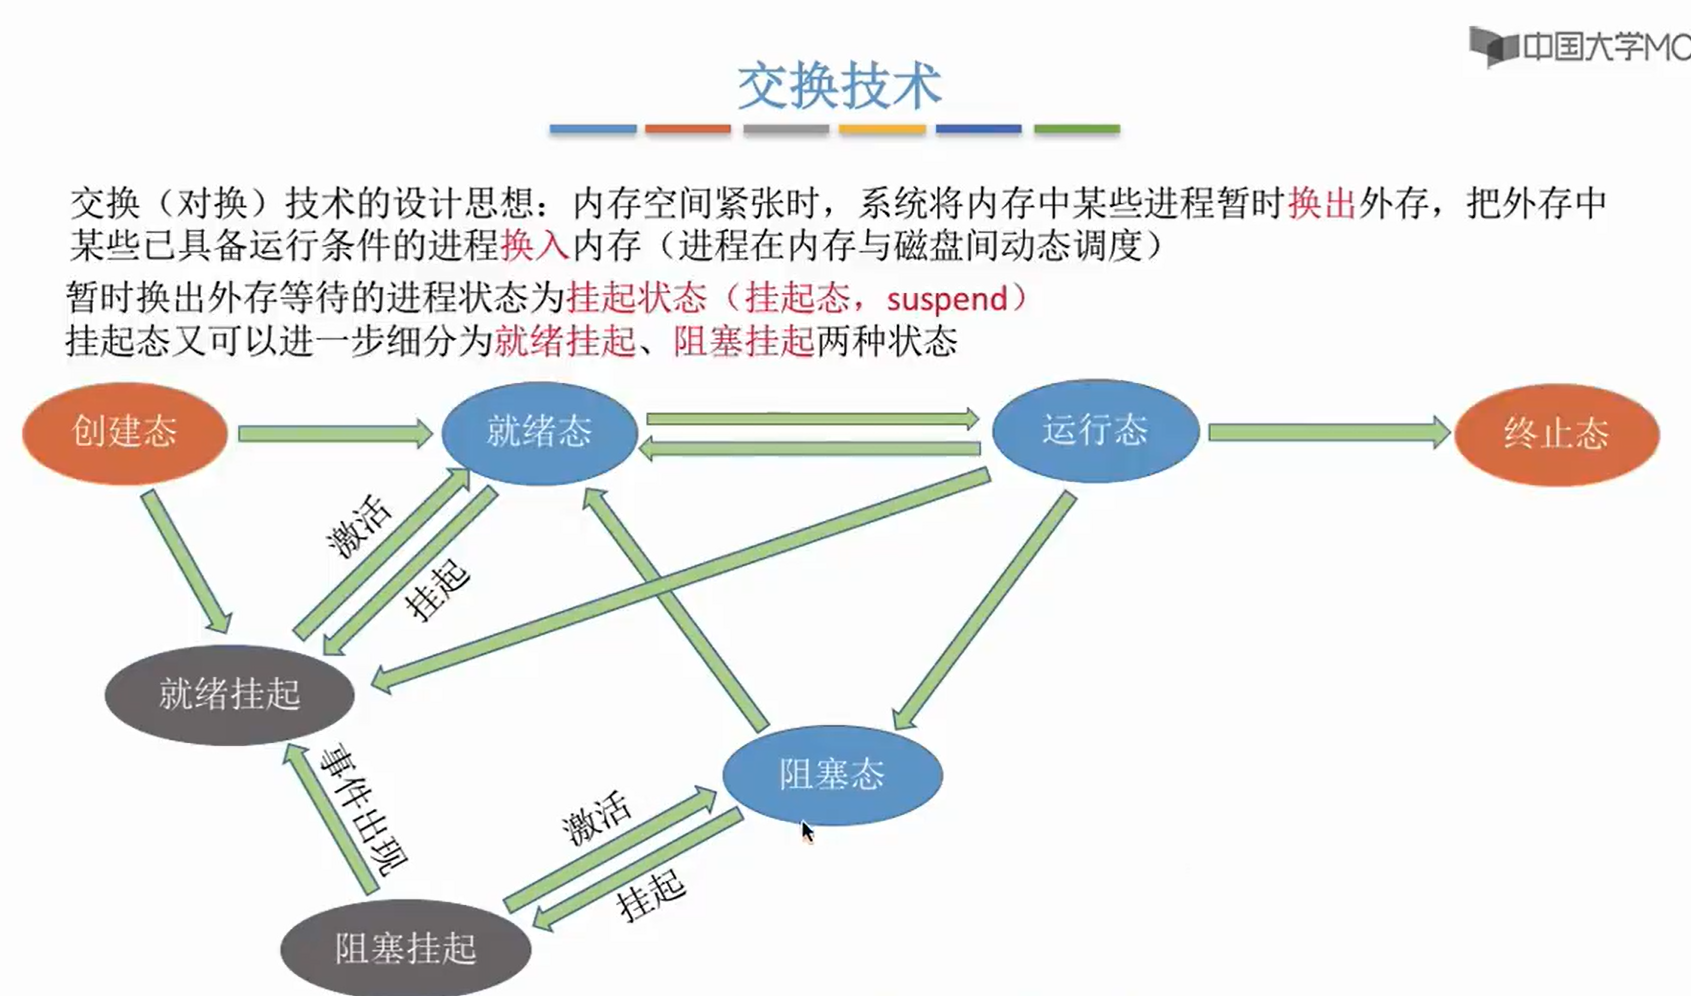 中国大学MO
交换技术
交换（对换）技术的设计思想：内存空间紧张时，系统将内存中某些进程暂时换出外存，把外存中
某些已具备运行条件的进程换入内存（进程在内存与磁盘间动态调度）
暂时换出外存等待的进程状态为挂起状态（挂起态，suspend）
挂起态又可以进一步细分为就绪挂起、阻塞挂起两种状态
创建态
就绪态
运行态
终止态
激活
挂起
就绪挂起
事件出现
阻塞态
激活
挂起
阻塞挂起